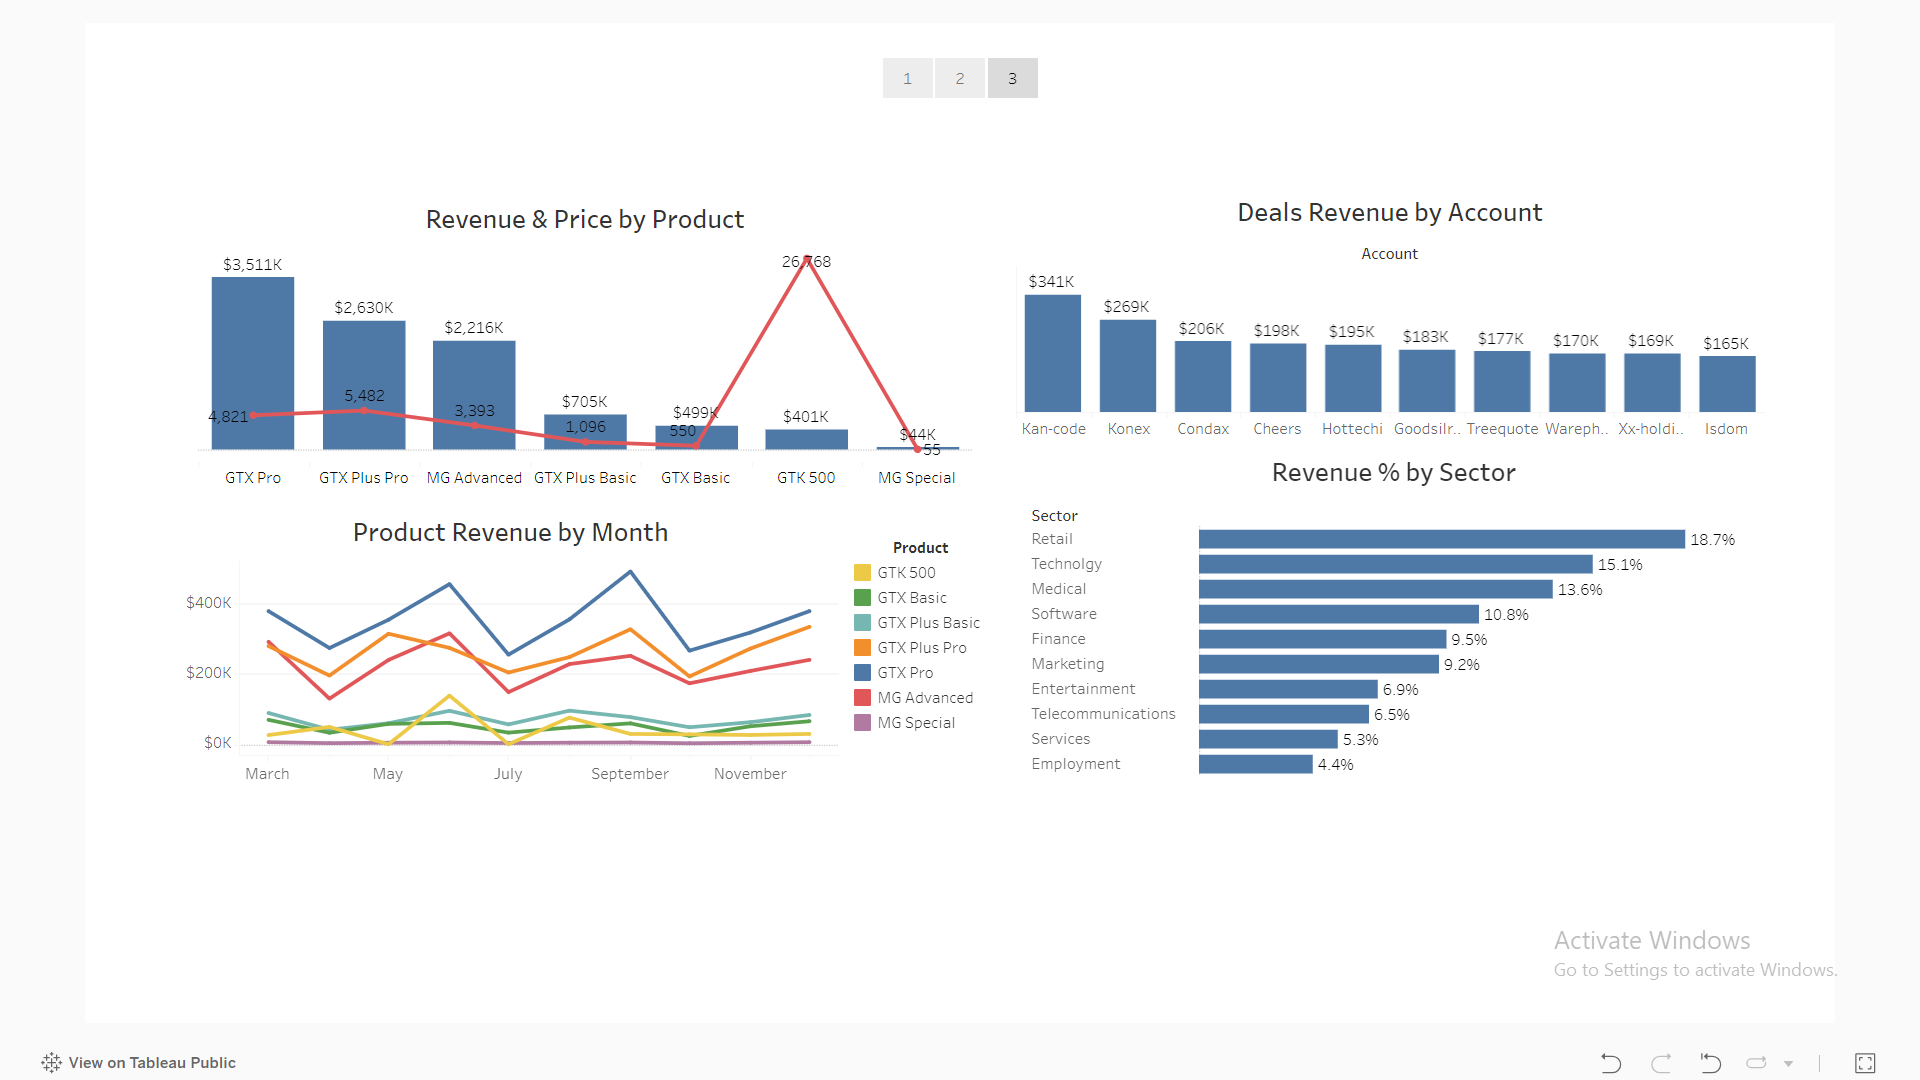 1 2 3
Revenue & Price by Product
$3,511K $2,630K $2,216K $705K $499K $401K $44K
4,821 5,482 3,393 1,096 550 26,768 55
GTX Pro GTX Plus Pro MG Advanced GTX Plus Basic GTX Basic GTK 500 MG Special
Deals Revenue by Account
Account
$341K $269K $206K $198K $195K $183K $177K $170K $169K $165K
Kan-code Konex Condax Cheers Hottechi Goodsilr.. Treequote Wareph.. Xx-holdi.. Isdom
Product Revenue by Month
$400K
$200K
$0K
March May July September November
Product
GTK 500
GTX Basic
GTX Plus Basic
GTX Plus Pro
GTX Pro
MG Advanced
MG Special
Revenue % by Sector
Sector
Retail 18.7%
Technolgy 15.1%
Medical 13.6%
Software 10.8%
Finance 9.5%
Marketing 9.2%
Entertainment 6.9%
Telecommunications 6.5%
Services 5.3%
Employment 4.4%
Activate Windows
Go to Settings to activate Windows.
View on Tableau Public